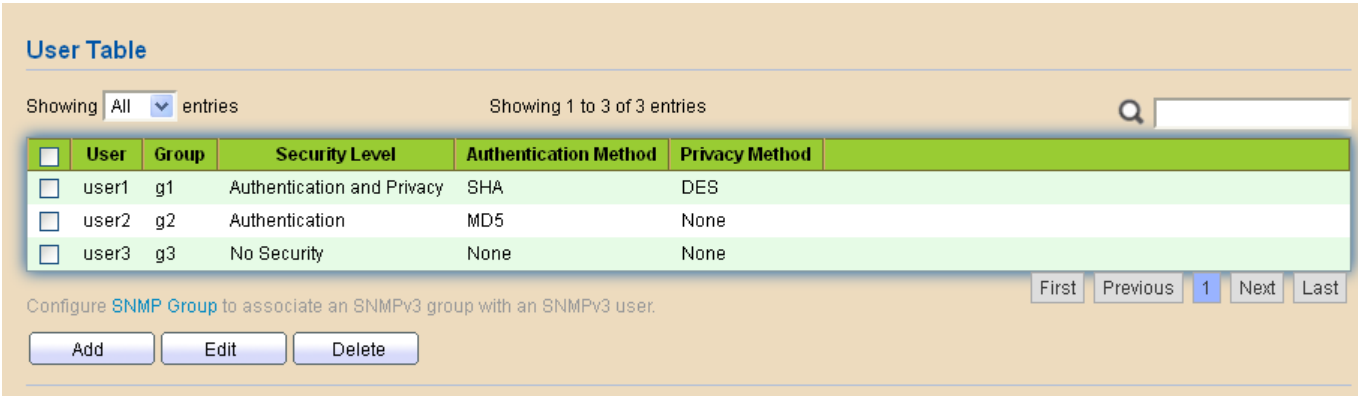 User Table
Showing All entries Showing 1 to 3 of 3 entries
User Group Security Level Authentication Method Privacy Method
user1 g1 Authentication and Privacy SHA DES
user2 g2 Authentication MD5 None
user3 g3 No Security None None
First Previous 1 Next Last
Configure SNMP Group to associate an SNMPv3 group with an SNMPv3 user.
Add Edit Delete